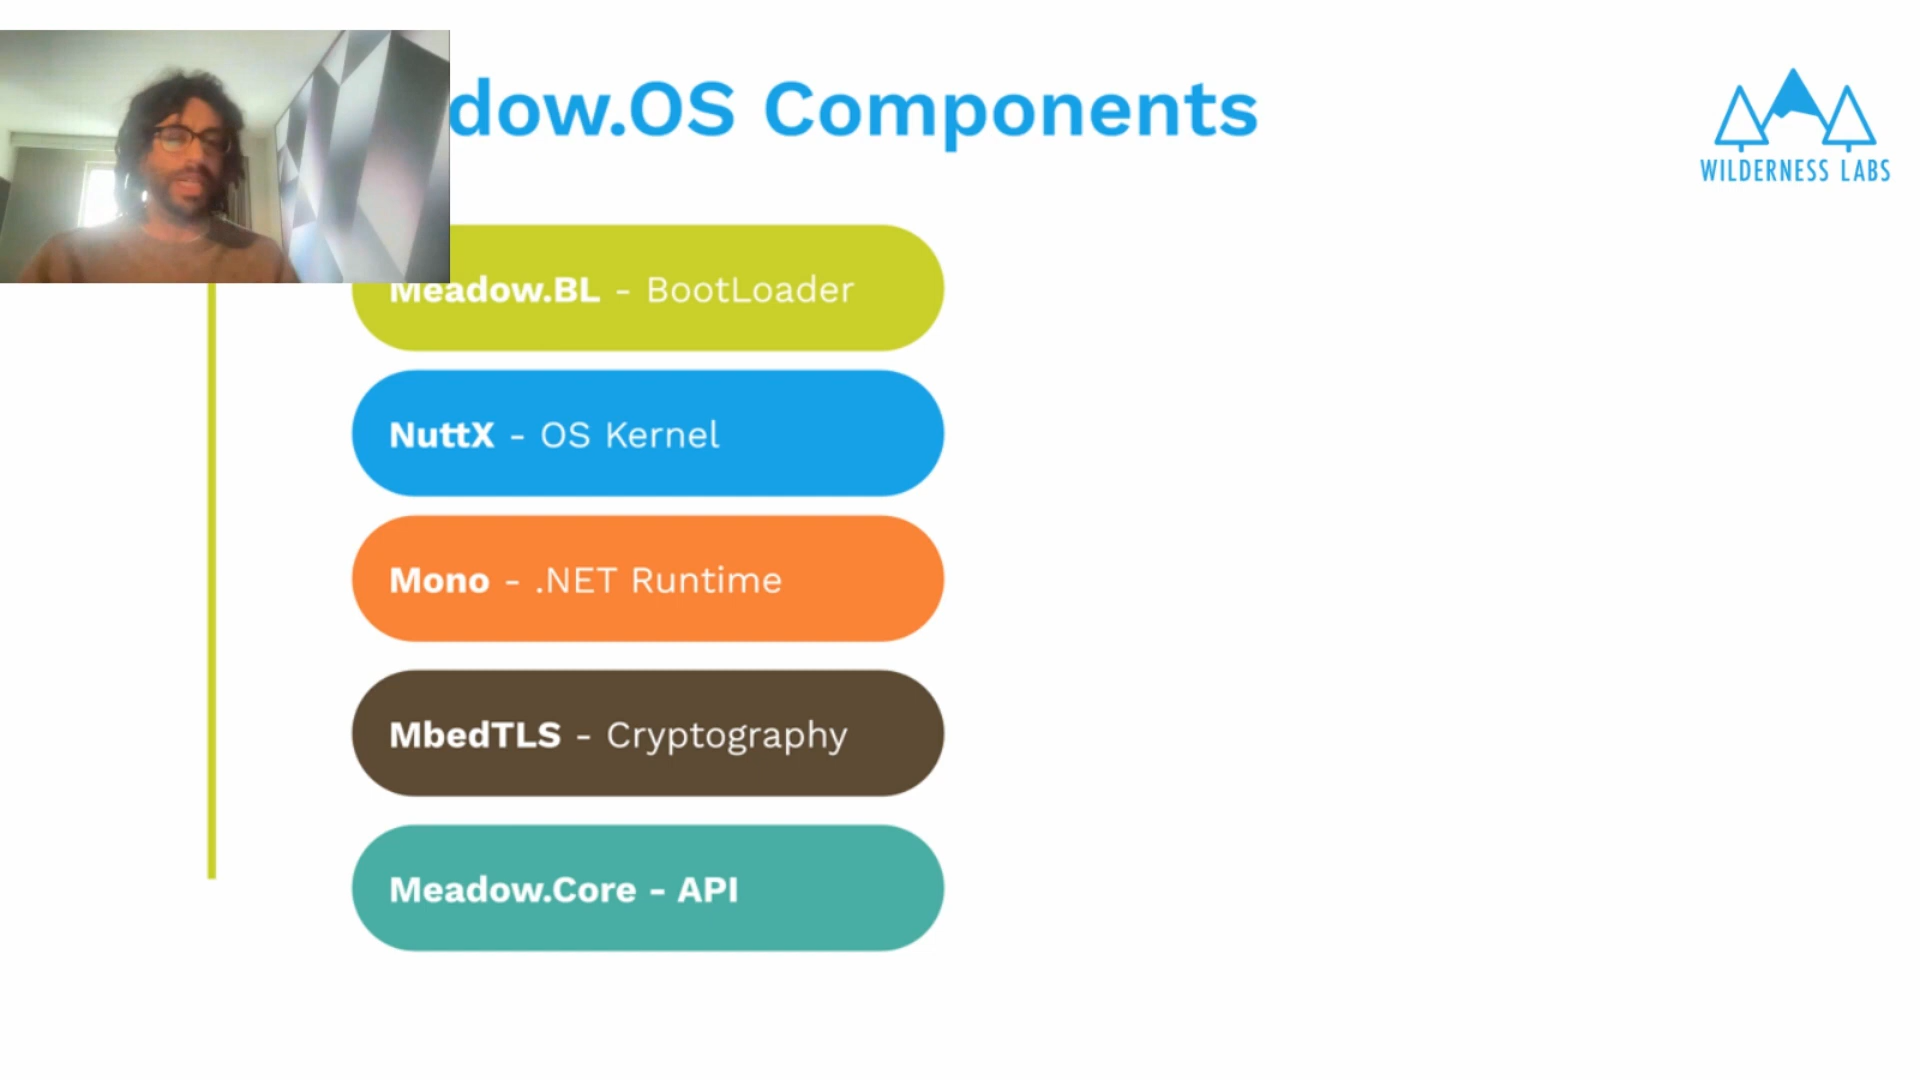 dow.OS Components
WILDERNESS LABS
Meadow.BL - BootLoader
NuttX - OS Kernel
Mono - .NET Runtime
MbedTLS - Cryptography
Meadow.Core - API